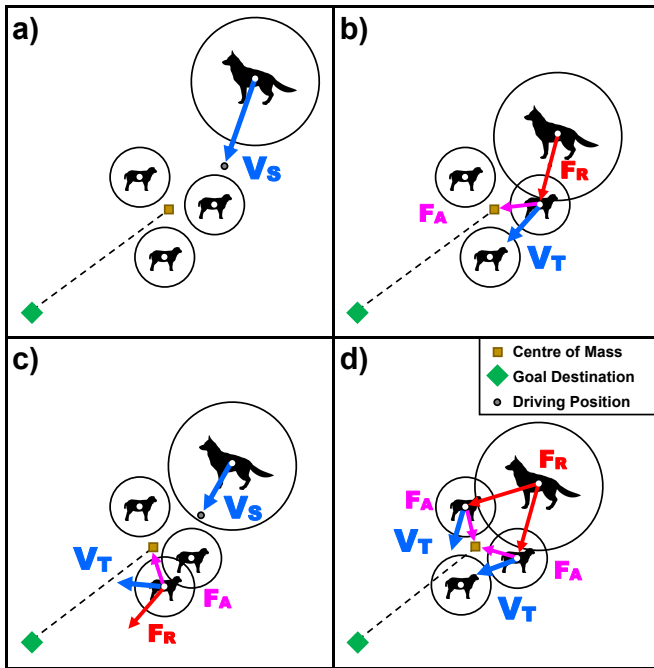 a)
Vs
b)
FR
FA
VT
c)
Vs
VT
FA
FR
d)
Centre of Mass
Goal Destination
Driving Position
FR
FA
VT
FA
VT